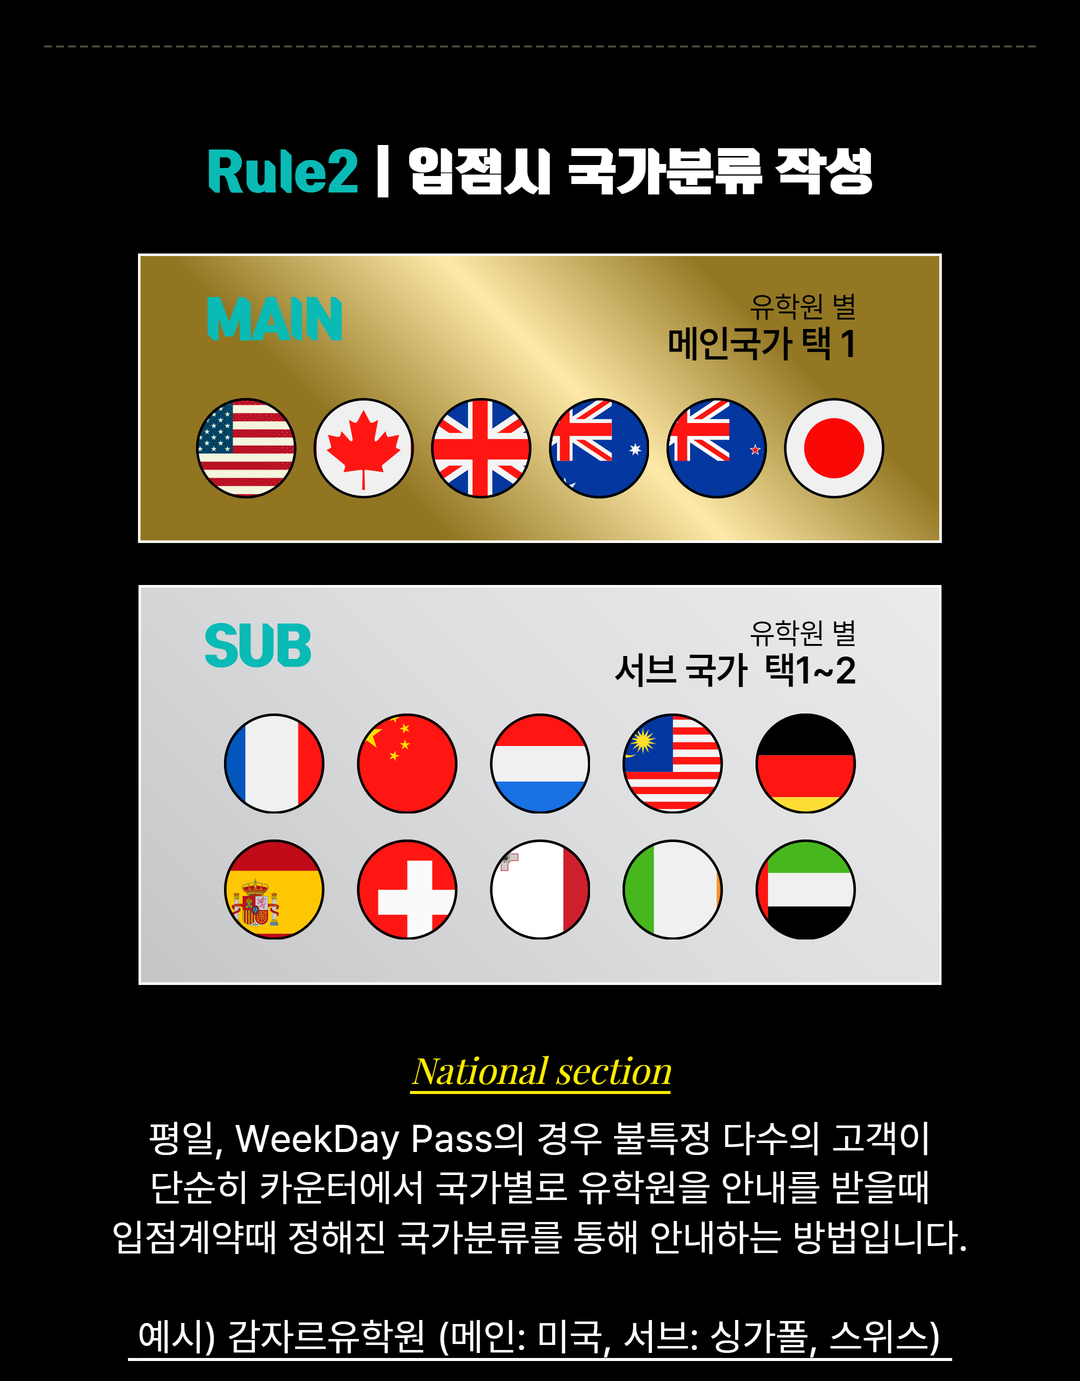 Rule2 | 입점시 국가분류 작성
MAIN
유학원 별
메인국가 택 1
SUB
유학원 별
서브 국가 택1~2
National section
평일, WeekDay Pass의 경우 불특정 다수의 고객이
단순히 카운터에서 국가별로 유학원을 안내를 받을때
입점계약때 정해진 국가분류를 통해 안내하는 방법입니다.
예시) 감자르유학원 (메인: 미국, 서브: 싱가폴, 스위스)